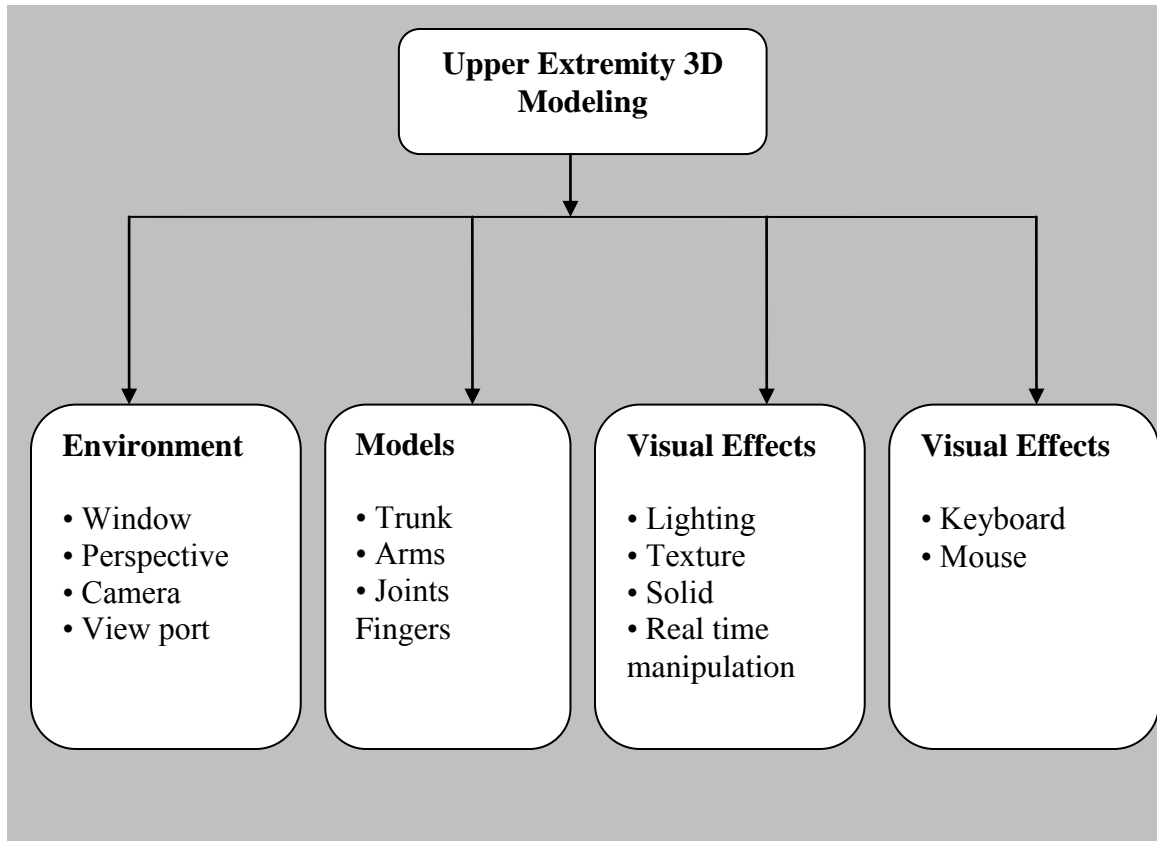 Upper Extremity 3D
Modeling
Environment
• Window
• Perspective
• Camera
• View port
Models
• Trunk
• Arms
• Joints
Fingers
Visual Effects
• Lighting
• Texture
• Solid
• Real time
manipulation
Visual Effects
• Keyboard
• Mouse